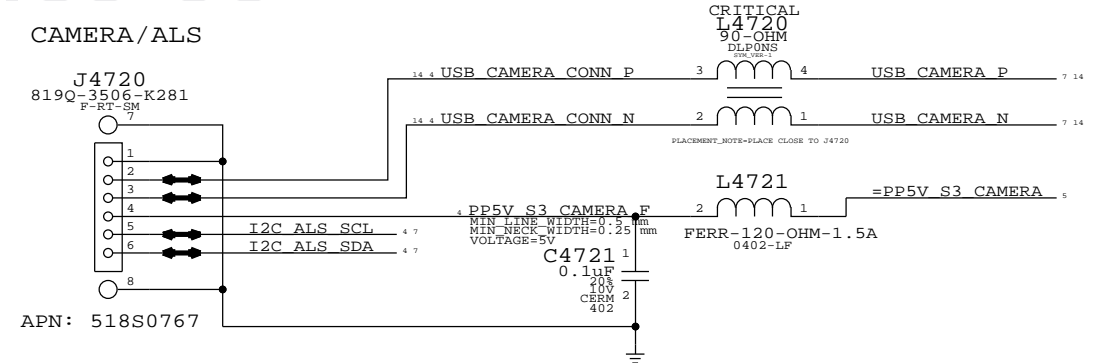 CRITICAL
L4720
90-OHM
DLP0NS
SYM_VER-1
CAMERA/ALS
J4720
819Q-3506-K281
F-RT-SM
7
14 4 USB_CAMERA_CONN_P 3 4 USB_CAMERA_P 7 14
14 4 USB_CAMERA_CONN_N 2 1 USB_CAMERA_N 7 14
PLACEMENT_NOTE=PLACE CLOSE TO J4720
1
2
3
L4721
=PP5V_S3_CAMERA 5
4 4 PP5V_S3_CAMERA_F 2 1
MIN_LINE_WIDTH=0.5 mm
MIN_NECK_WIDTH=0.25 mm
VOLTAGE=5V
FERR-120-OHM-1.5A
0402-LF
5 I2C_ALS_SCL 4 7
6 I2C_ALS_SDA 4 7
C4721 1
0.1uF
20%
10V
CERM 2
402
8
APN: 518S0767